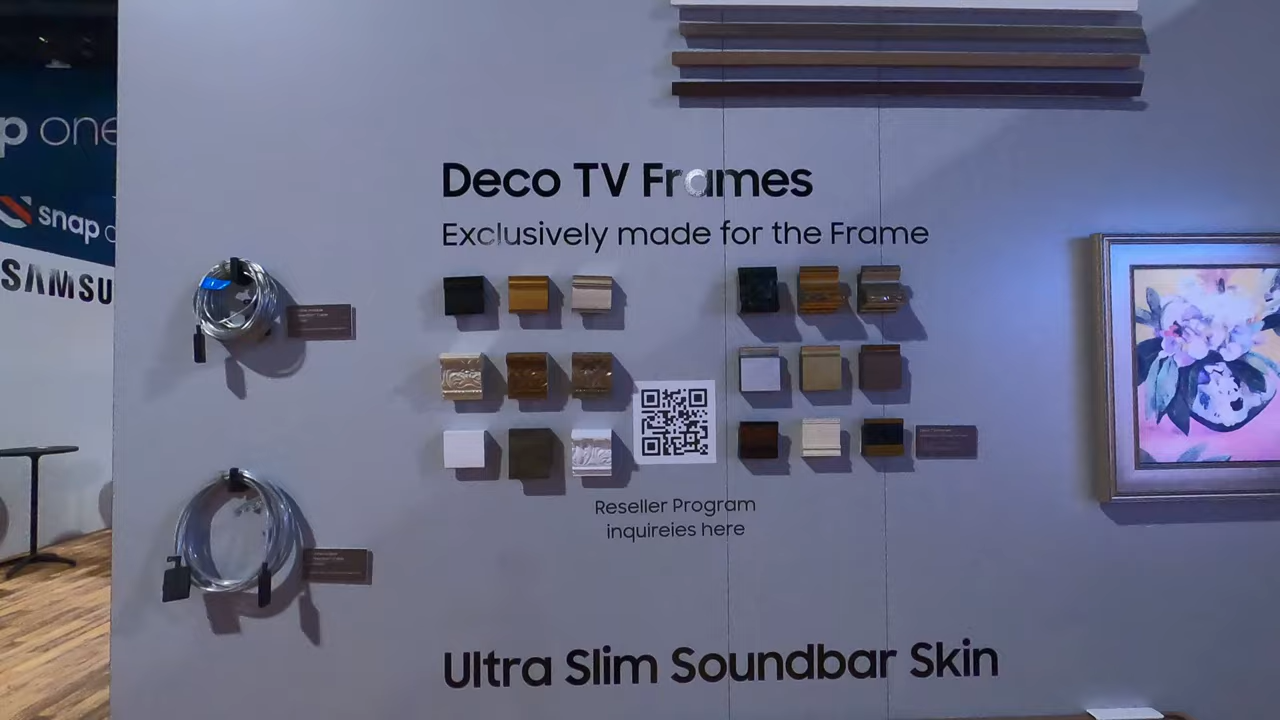 p one
snap
SAMSU
Deco TV Frames
Exclusively made for the Frame
Reseller Program
inquireies here
Ultra Slim Soundbar Skin